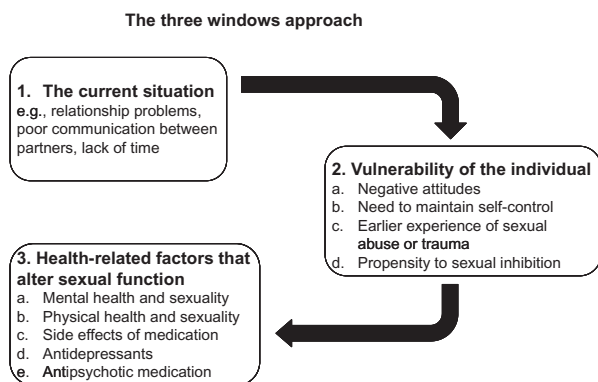 The three windows approach
1. The current situation
e.g., relationship problems,
poor communication between
partners, lack of time
2. Vulnerability of the individual
a. Negative attitudes
b. Need to maintain self-control
c. Earlier experience of sexual
abuse or trauma
d. Propensity to sexual inhibition
3. Health-related factors that
alter sexual function
a. Mental health and sexuality
b. Physical health and sexuality
c. Side effects of medication
d. Antidepressants
e. Antipsychotic medication